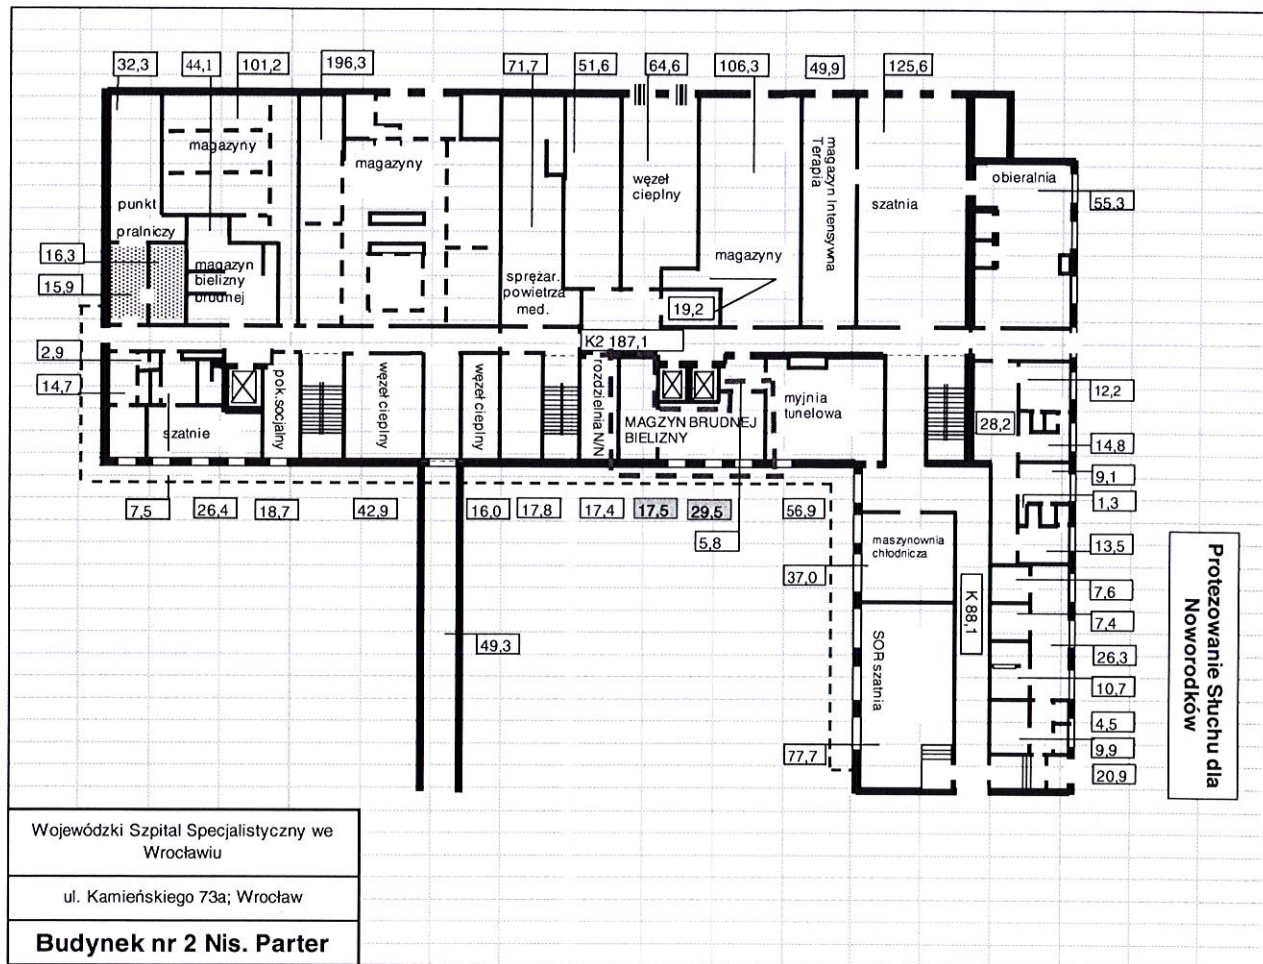 32,3
44,1
101,2
196,3
71,7
51,6
64,6
106,3
49,9
125,6
magazyny
magazyny
węzeł
cieplny
magazyn Intensywna
Terapia
szatnia
obieralnia
55,3
punkt
pralniczy
16,3
15,9
magazyn
bielizny
brudnej
sprężar.
powietrza
med.
magazyny
19,2
K2 187,1
2,9
14,7
szatnie
pok. socjalny
węzeł cieplny
węzeł cieplny
rozdzielnia N/N
MAGZYN BRUDNEJ
BIELIZNY
myjnia
tunelowa
28,2
12,2
14,8
9,1
1,3
13,5
7,6
7,4
26,3
10,7
4,5
9,9
20,9
7,5
26,4
18,7
42,9
16,0
17,8
17,4
17,5
29,5
56,9
5,8
maszynownia
chłodnicza
37,0
K 88,1
SOR szatnia
77,7
49,3
Protezowanie Słuchu dla
Noworodków
Wojewódzki Szpital Specjalistyczny we
Wrocławiu
ul. Kamieńskiego 73a; Wrocław
Budynek nr 2 Nis. Parter